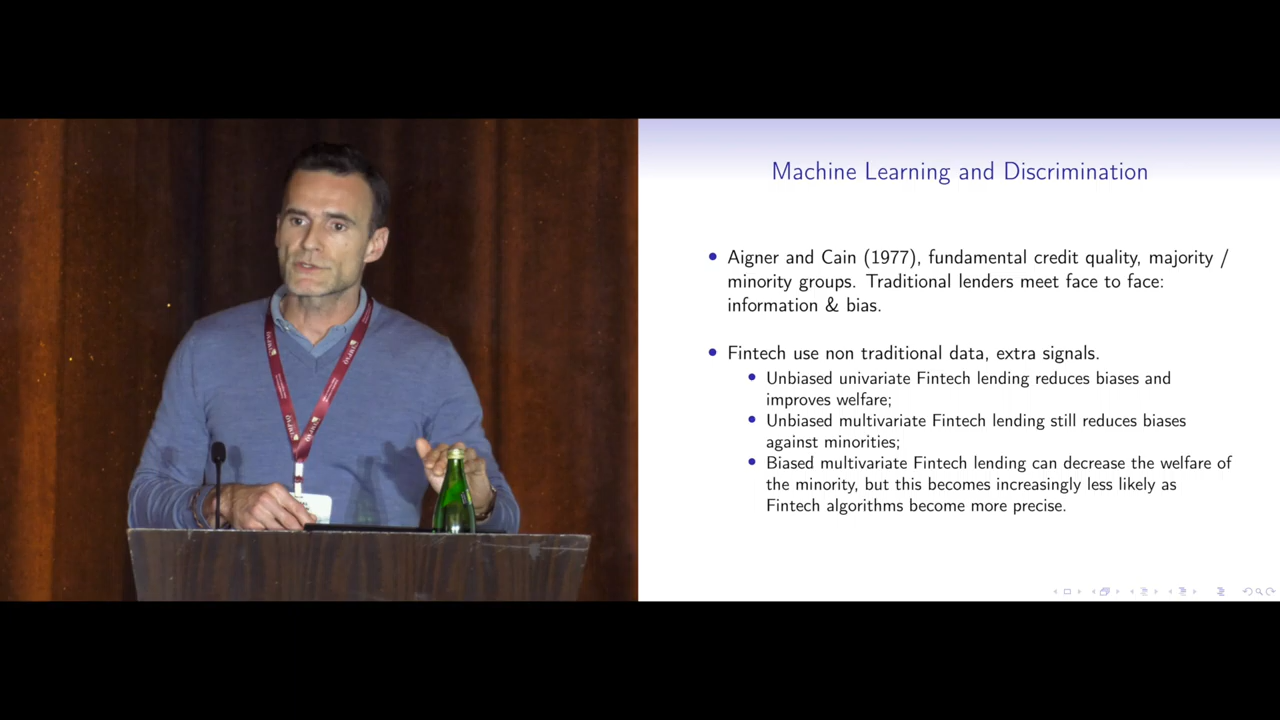 Machine Learning and Discrimination
• Aigner and Cain (1977), fundamental credit quality, majority /
minority groups. Traditional lenders meet face to face:
information & bias.
• Fintech use non traditional data, extra signals.
• Unbiased univariate Fintech lending reduces biases and
improves welfare;
• Unbiased multivariate Fintech lending still reduces biases
against minorities;
• Biased multivariate Fintech lending can decrease the welfare of
the minority, but this becomes increasingly less likely as
Fintech algorithms become more precise.